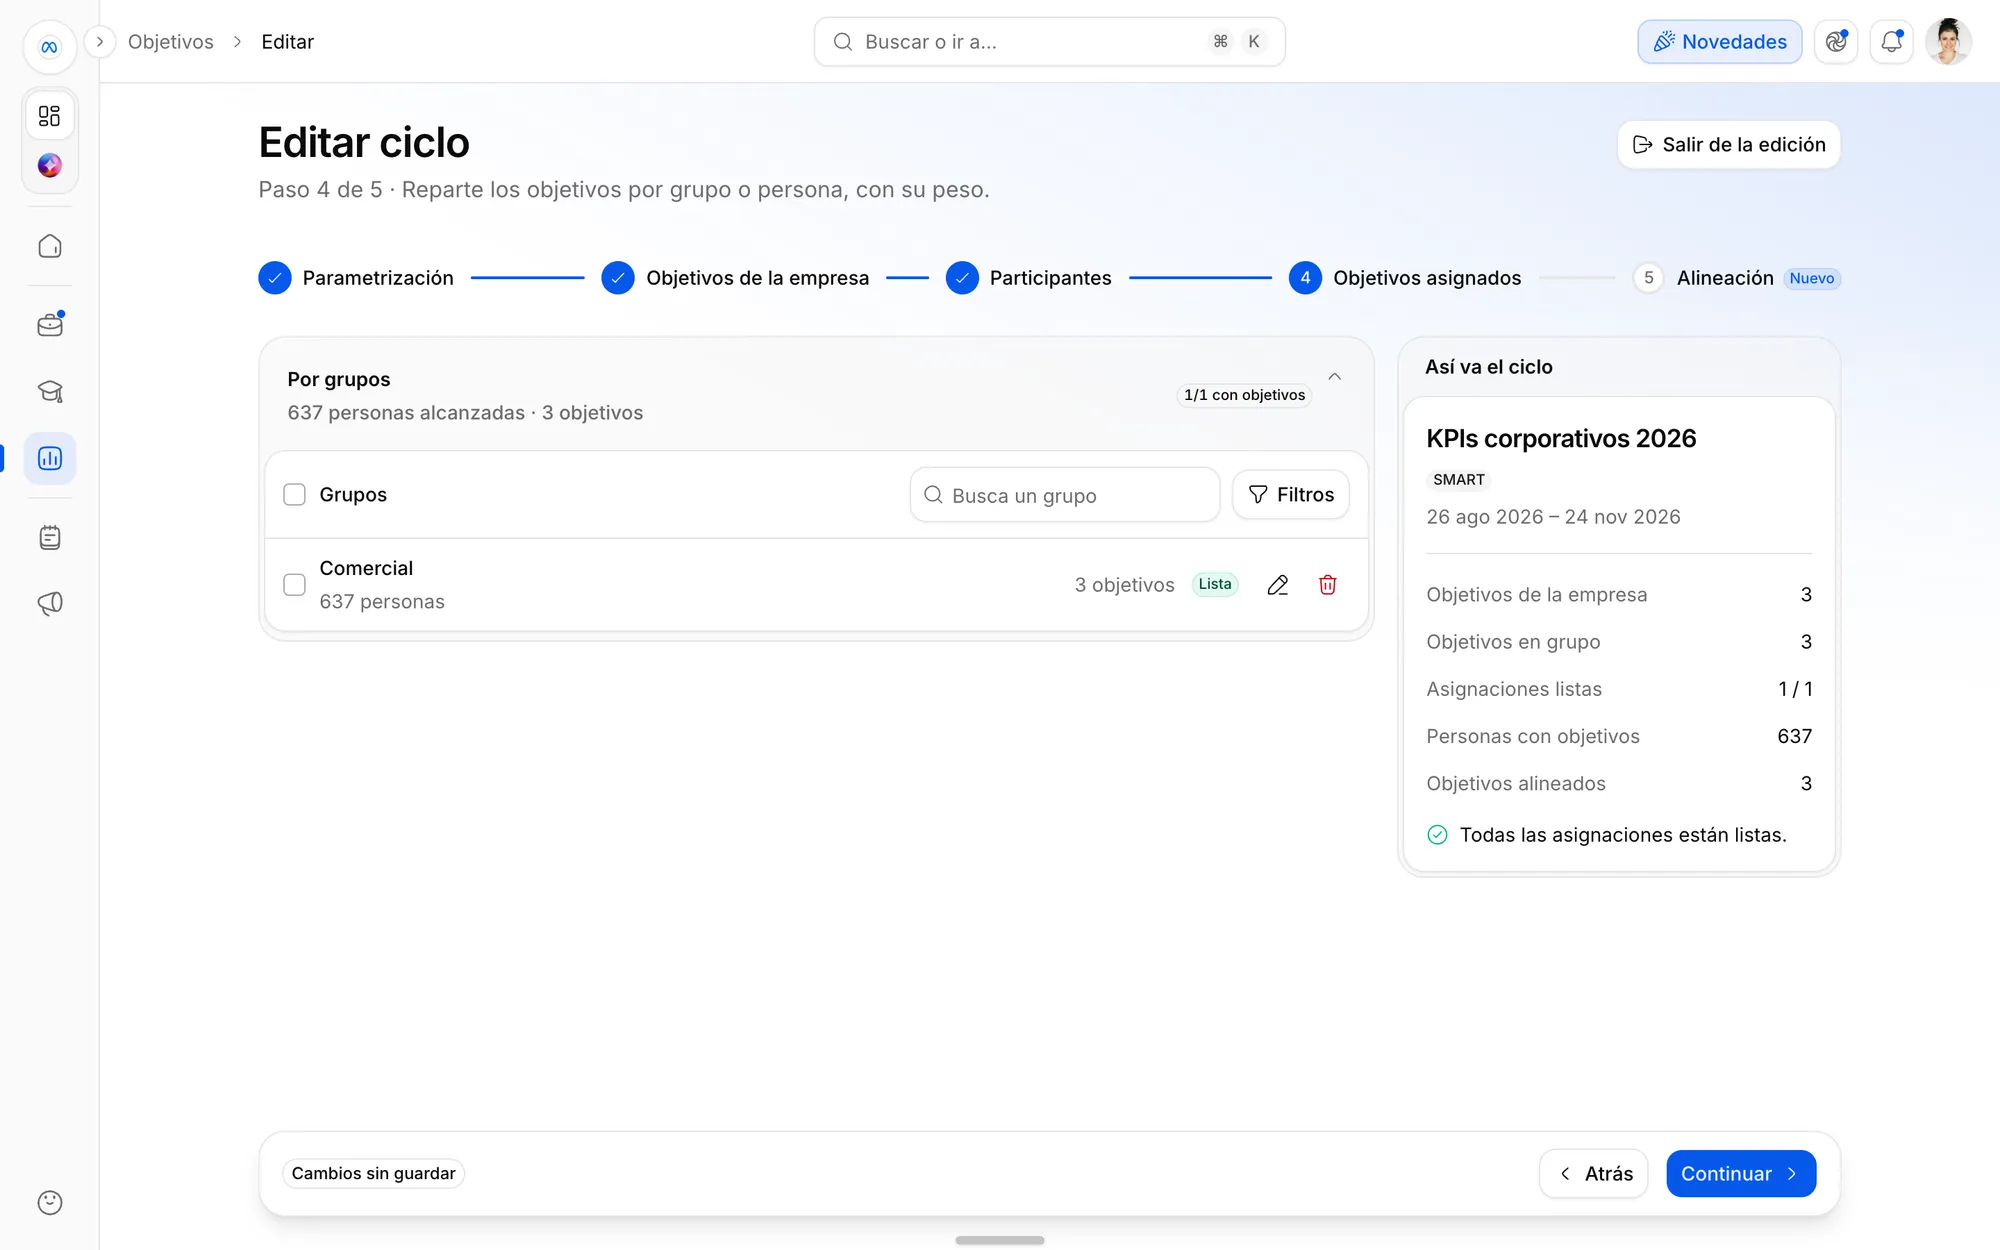 Objetivos
Editar
Buscar o ir a...
⌘ K
Novedades
Editar ciclo
Paso 4 de 5 · Reparte los objetivos por grupo o persona, con su peso.
Salir de la edición
Parametrización
Objetivos de la empresa
Participantes
4 Objetivos asignados
5 Alineación Nuevo
Por grupos
637 personas alcanzadas · 3 objetivos
1/1 con objetivos
Grupos
Busca un grupo
Filtros
Comercial
637 personas
3 objetivos
Lista
Así va el ciclo
KPIs corporativos 2026
SMART
26 ago 2026 – 24 nov 2026
Objetivos de la empresa 3
Objetivos en grupo 3
Asignaciones listas 1 / 1
Personas con objetivos 637
Objetivos alineados 3
Todas las asignaciones están listas.
Cambios sin guardar
Atrás
Continuar